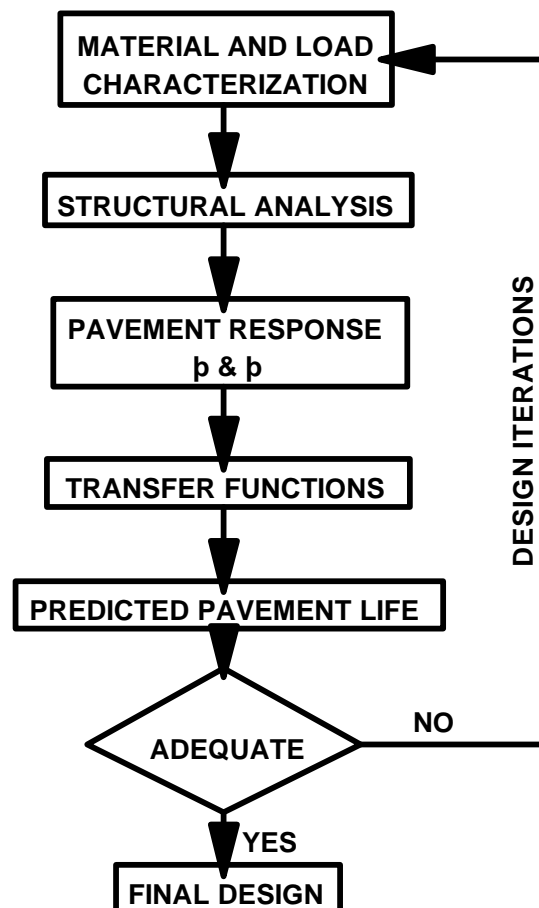 MATERIAL AND LOAD
CHARACTERIZATION
STRUCTURAL ANALYSIS
PAVEMENT RESPONSE
þ & þ
TRANSFER FUNCTIONS
PREDICTED PAVEMENT LIFE
ADEQUATE
NO
YES
FINAL DESIGN
DESIGN ITERATIONS